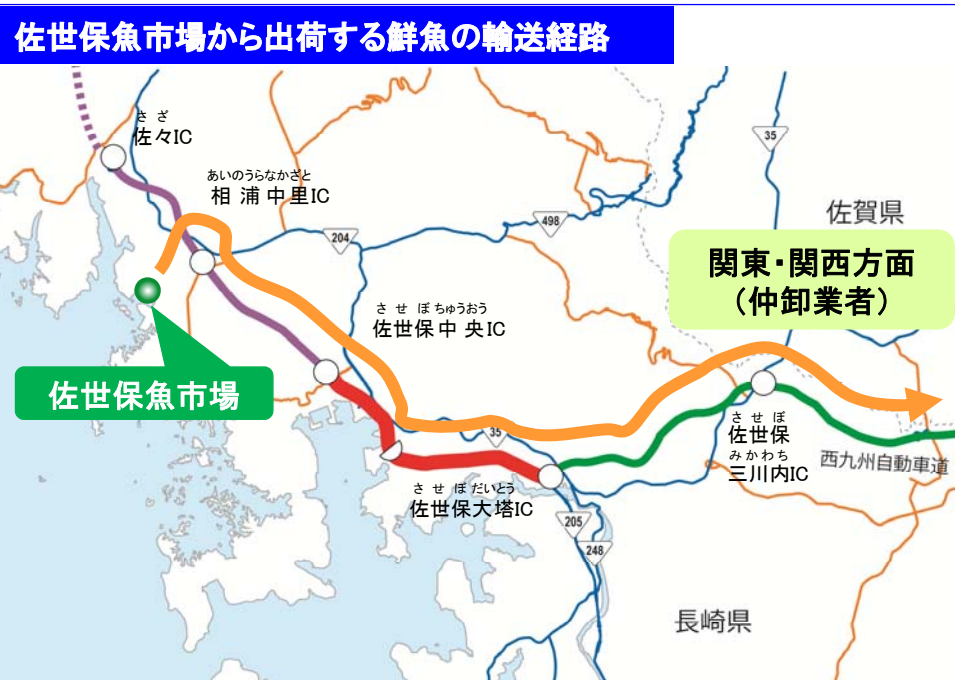 佐世保魚市場から出荷する鮮魚の輸送経路
さ ざ
佐々IC
あいのうらなかざと
相浦中里IC
35
498
204
佐賀県
関東・関西方面
（仲卸業者）
させぼちゅうおう
佐世保中央IC
佐世保魚市場
35
させぼ
佐世保
みかわち
三川内IC
西九州自動車道
させぼだいとう
佐世保大塔IC
205
248
長崎県